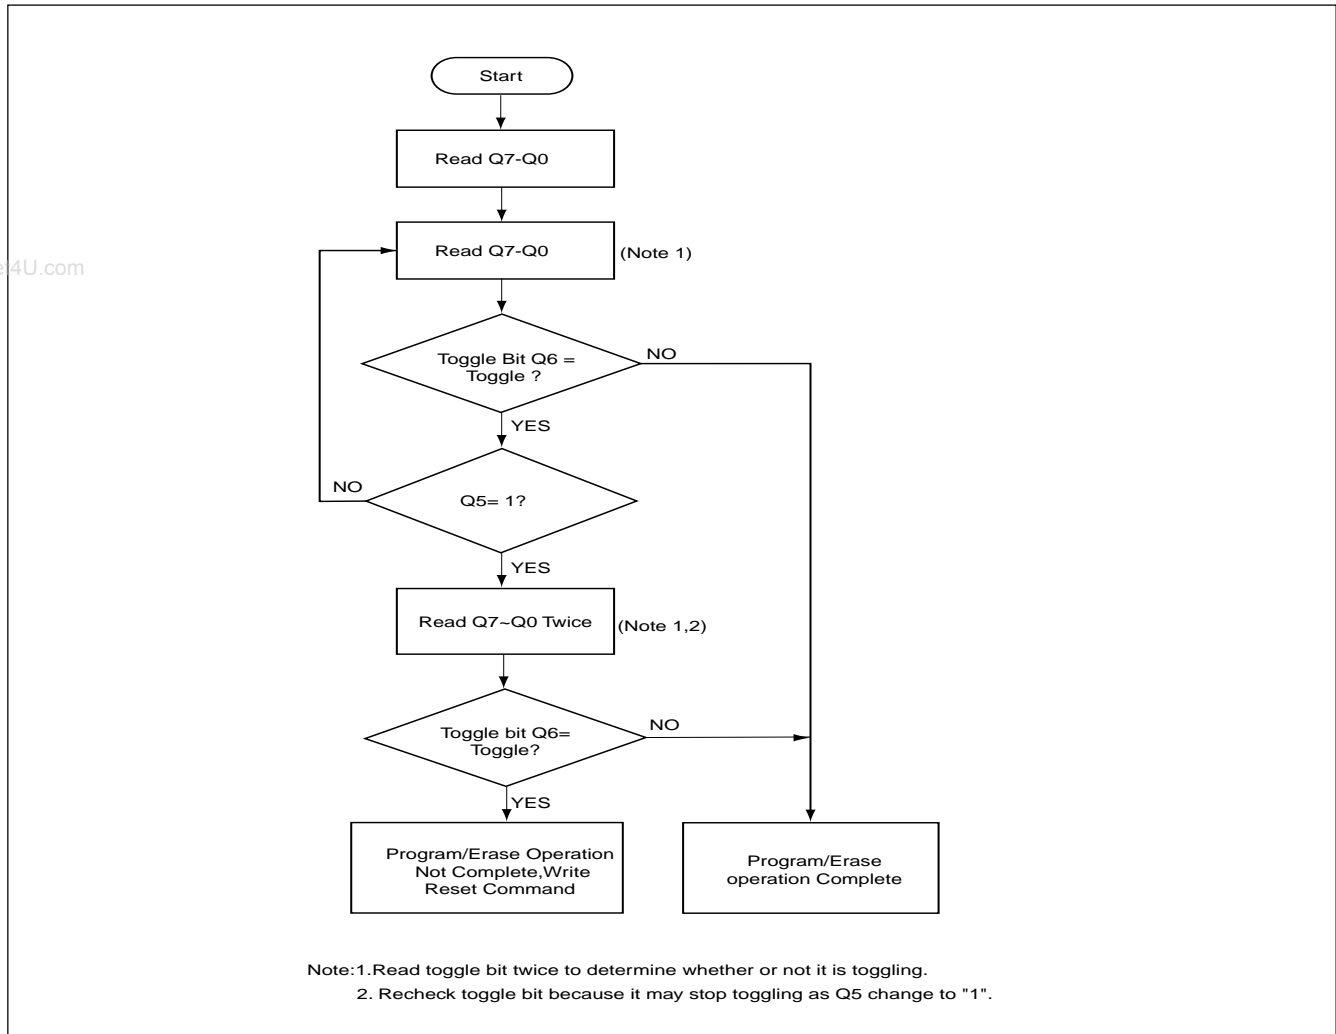 Start
Read Q7-Q0
Read Q7-Q0
(Note 1)
et4U.com
Toggle Bit Q6 =
Toggle ?
NO
YES
NO
Q5= 1?
YES
Read Q7~Q0 Twice
(Note 1,2)
Toggle bit Q6=
Toggle?
NO
YES
Program/Erase Operation
Not Complete,Write
Reset Command
Program/Erase
operation Complete
Note:1.Read toggle bit twice to determine whether or not it is toggling.
2. Recheck toggle bit because it may stop toggling as Q5 change to "1".